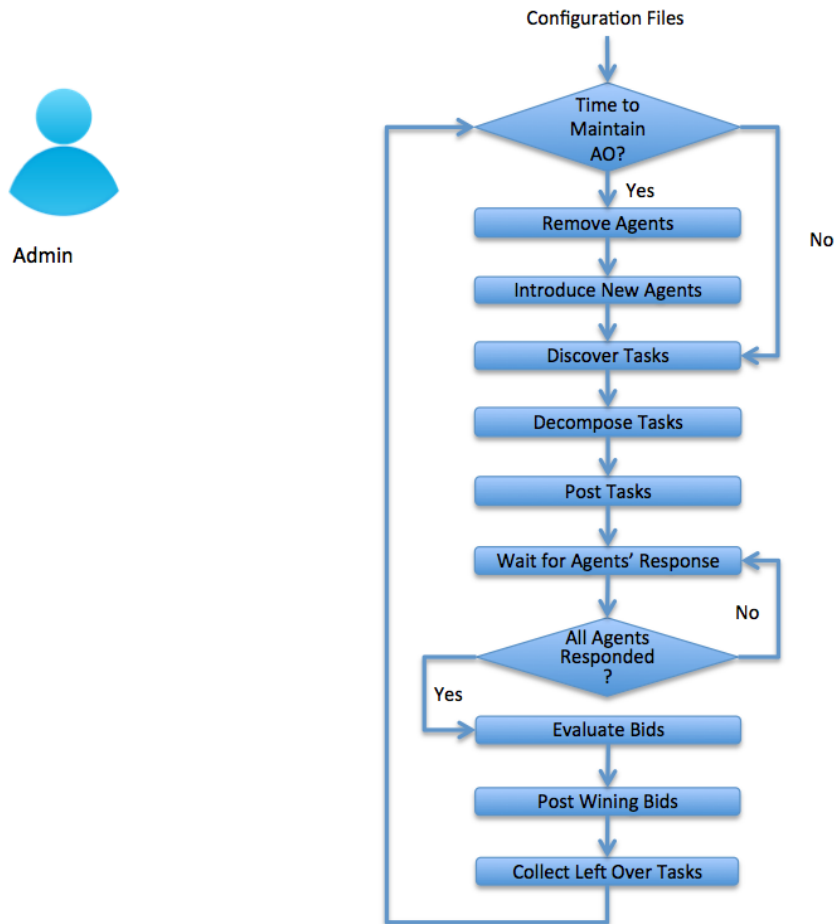 Configuration Files
Time to
Maintain
AO?
Yes
Remove Agents
No
Admin
Introduce New Agents
Discover Tasks
Decompose Tasks
Post Tasks
Wait for Agents’ Response
No
All Agents
Responded
?
Yes
Evaluate Bids
Post Wining Bids
Collect Left Over Tasks